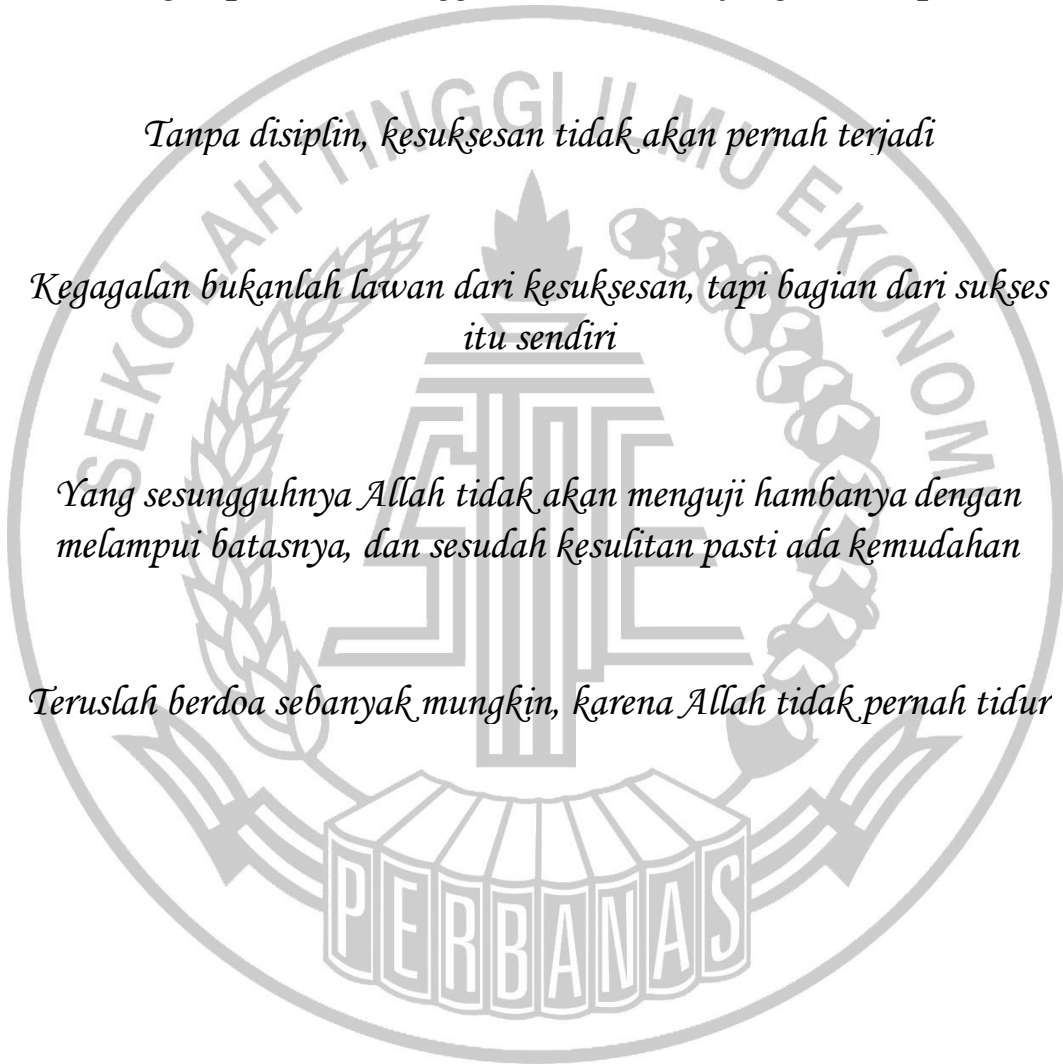 Tanpa disiplin, kesuksesan tidak akan pernah terjadi
Kegagalan bukanlah lawan dari kesuksesan, tapi bagian dari sukses
itu sendiri
Yang sesungguhnya Allah tidak akan menguji hambanya dengan
melampui batasnya, dan sesudah kesulitan pasti ada kemudahan
Teruslah berdoa sebanyak mungkin, karena Allah tidak pernah tidur
SEKOLAH TINGGI ILMU EKONOMI
STIE
PERBANAS